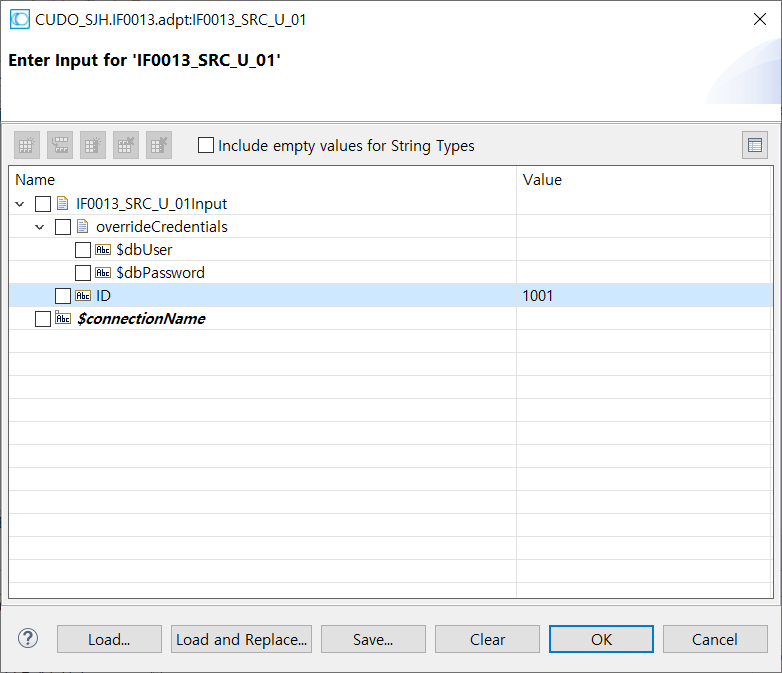 CUDO_SJH.IF0013.adpt:IF0013_SRC_U_01
Enter Input for 'IF0013_SRC_U_01'
Include empty values for String Types
Name Value
IF0013_SRC_U_01Input
overrideCredentials
Abc $dbUser
Abc $dbPassword
Abc ID 1001
Abc $connectionName
? Load... Load and Replace... Save... Clear OK Cancel